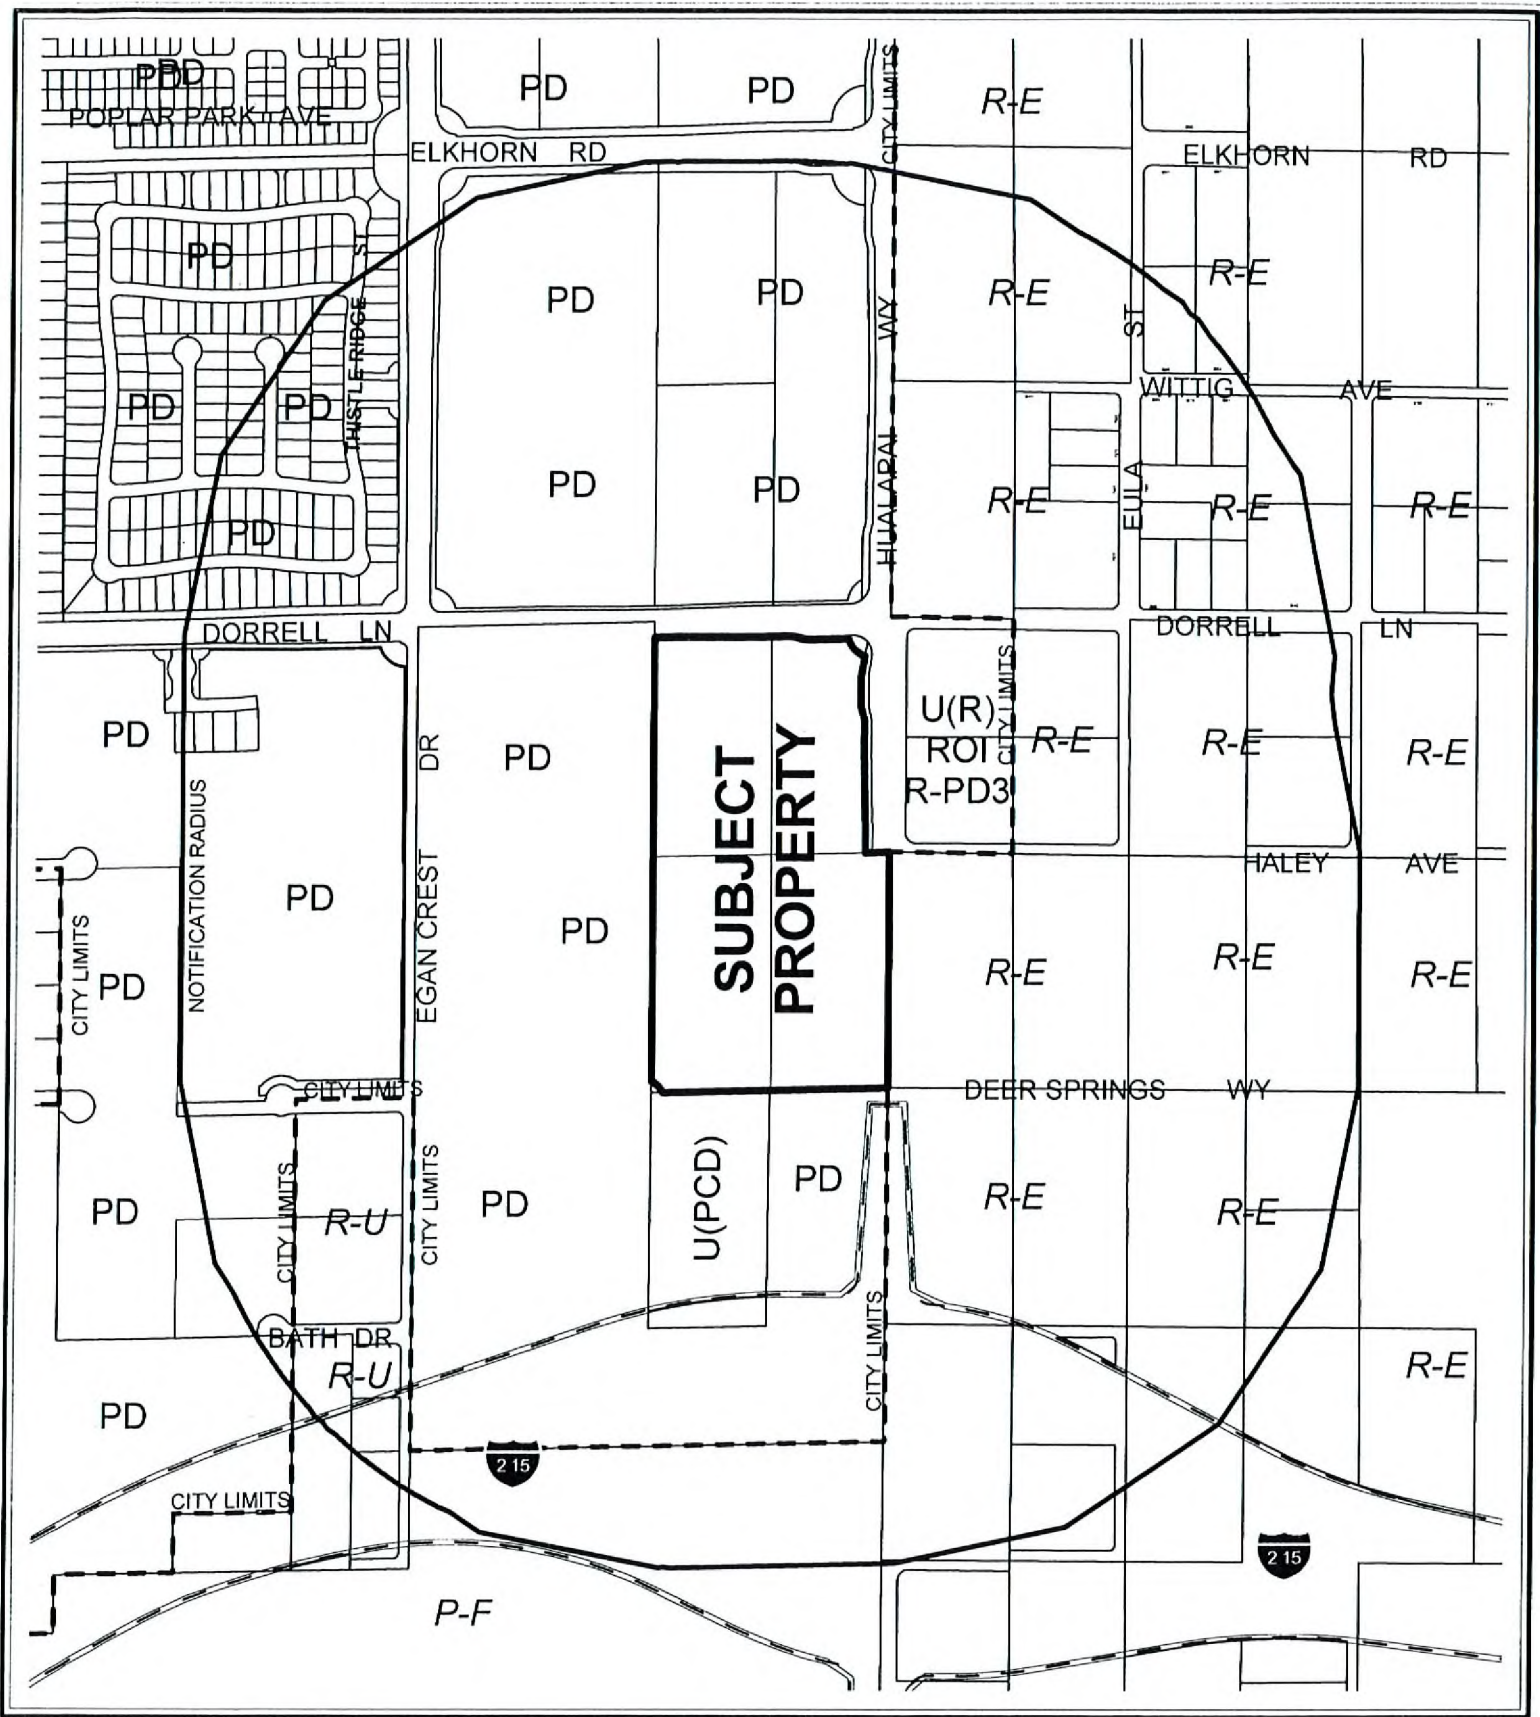 PD
PD
POPLAR PARK AVE
PD
PD
CITY LIMITS
R-E
ELKHORN RD
ELKHORN RD
PD
THISTLE RIDGE ST
PD
PD
R-E
R-E
PD
PD
HUALAPAI WY
EULA ST
WITTIG AVE
PD
PD
PD
R-E
R-E
R-E
PD
DORRELL LN
DORRELL LN
PD
PD
EGAN CREST DR
SUBJECT
PROPERTY
U(R)
ROI
R-PD3
CITY LIMITS
R-E
R-E
R-E
NOTIFICATION RADIUS
HALEY AVE
PD
PD
CITY LIMITS
PD
R-E
R-E
R-E
CITY LIMITS
DEER SPRINGS WY
PD
CITY LIMITS
R-U
CITY LIMITS
PD
U(PCD)
PD
R-E
R-E
BATH DR
R-U
CITY LIMITS
R-E
PD
215
CITY LIMITS
215
P-F